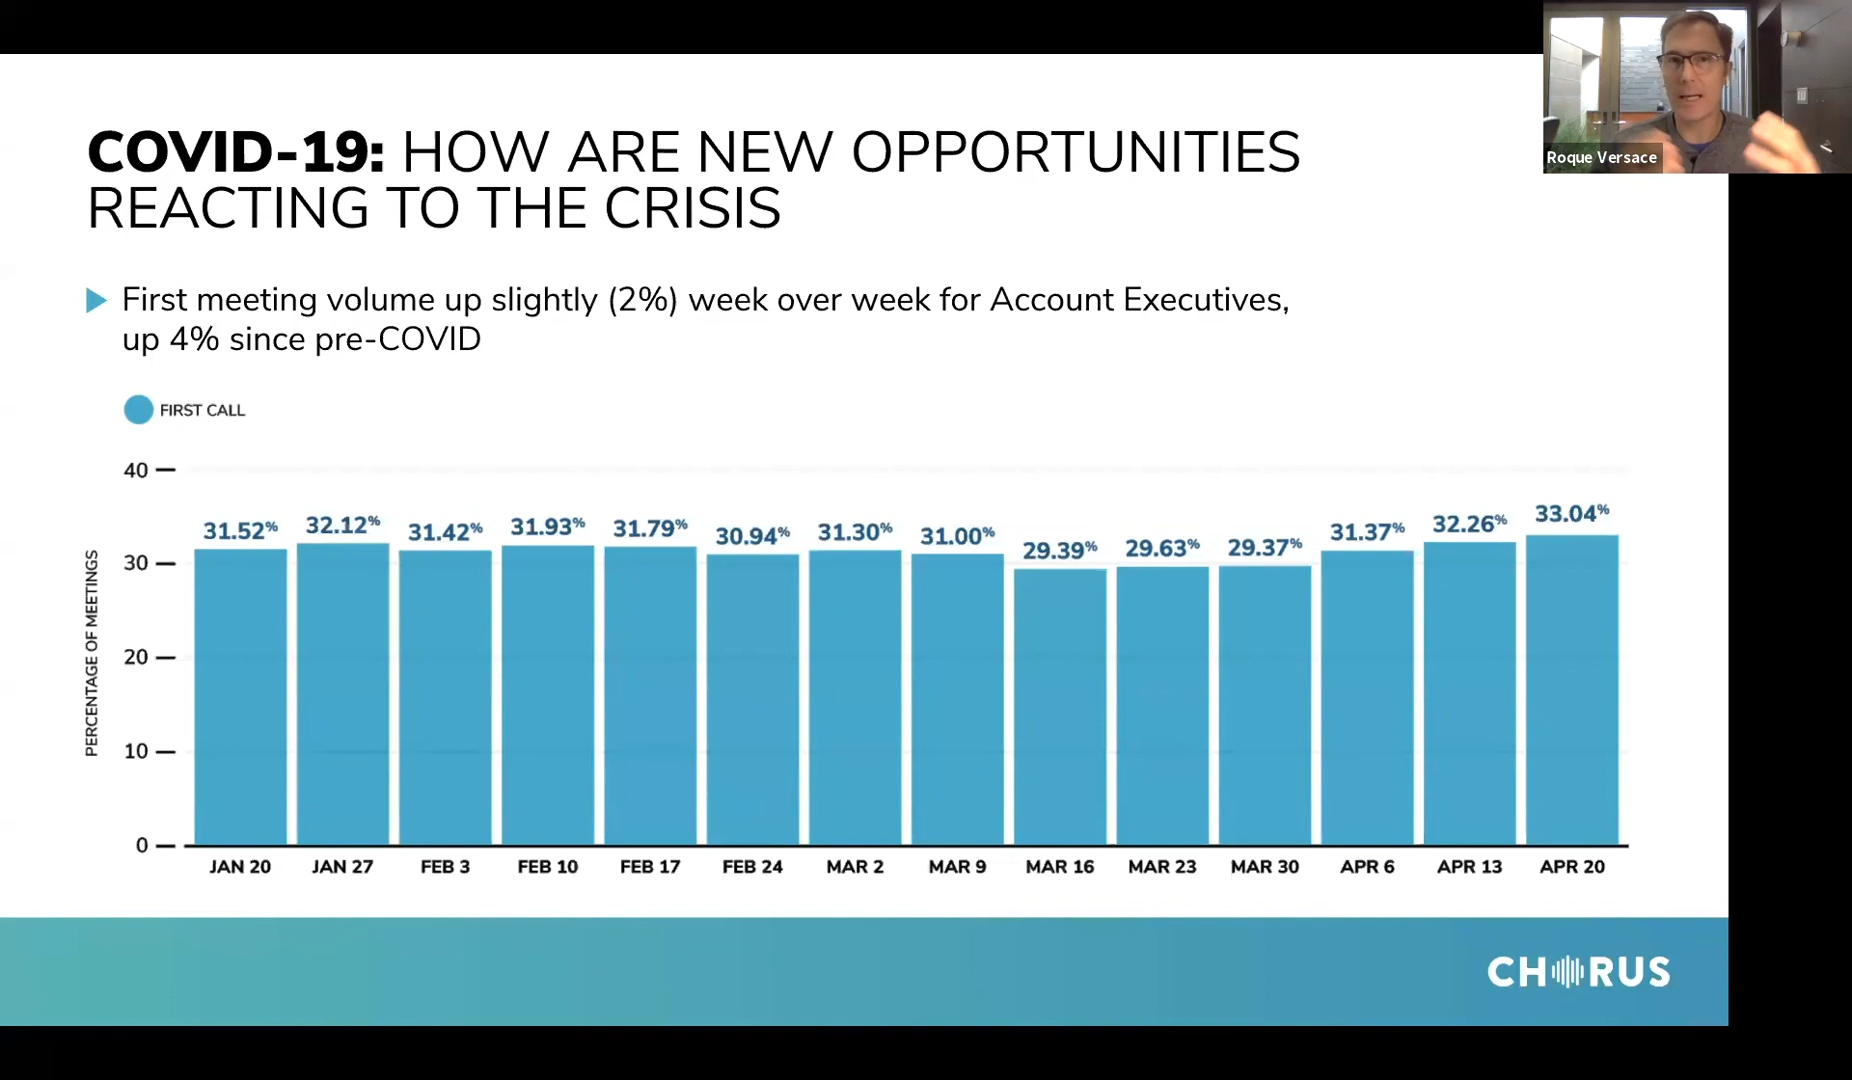 Roque Versace
COVID-19: HOW ARE NEW OPPORTUNITIES
REACTING TO THE CRISIS
First meeting volume up slightly (2%) week over week for Account Executives,
up 4% since pre-COVID
FIRST CALL
PERCENTAGE OF MEETINGS
40
30
20
10
0
31.52%
32.12%
31.42%
31.93%
31.79%
30.94%
31.30%
31.00%
29.39%
29.63%
29.37%
31.37%
32.26%
33.04%
JAN 20
JAN 27
FEB 3
FEB 10
FEB 17
FEB 24
MAR 2
MAR 9
MAR 16
MAR 23
MAR 30
APR 6
APR 13
APR 20
CHORUS